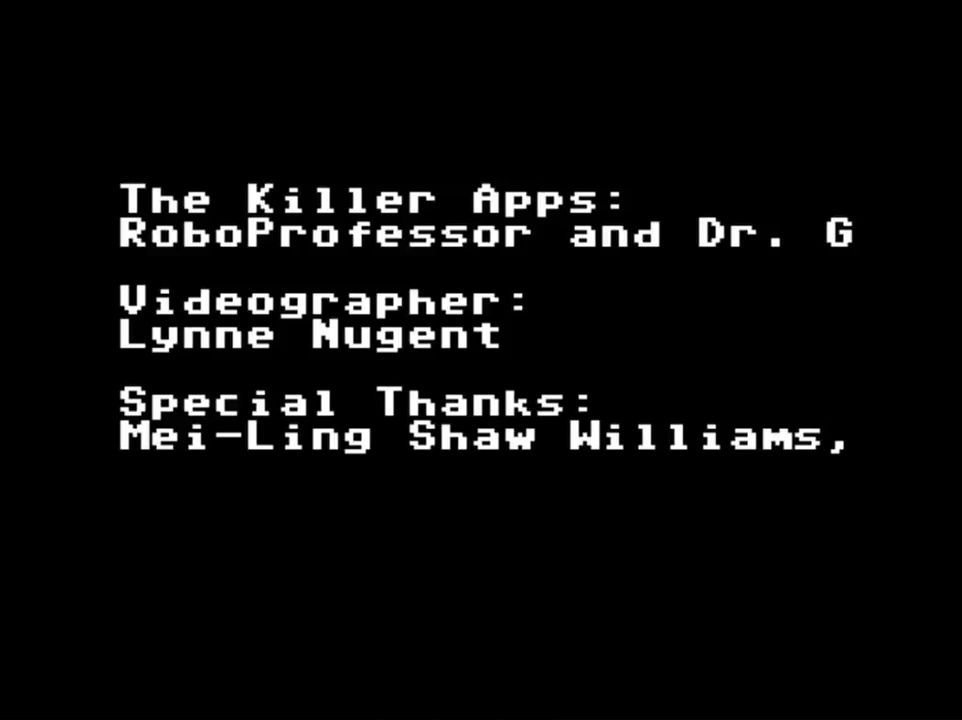 The Killer Apps:
RoboProfessor and Dr. G
Videographer:
Lynne Nugent
Special Thanks:
Mei-Ling Shaw Williams,